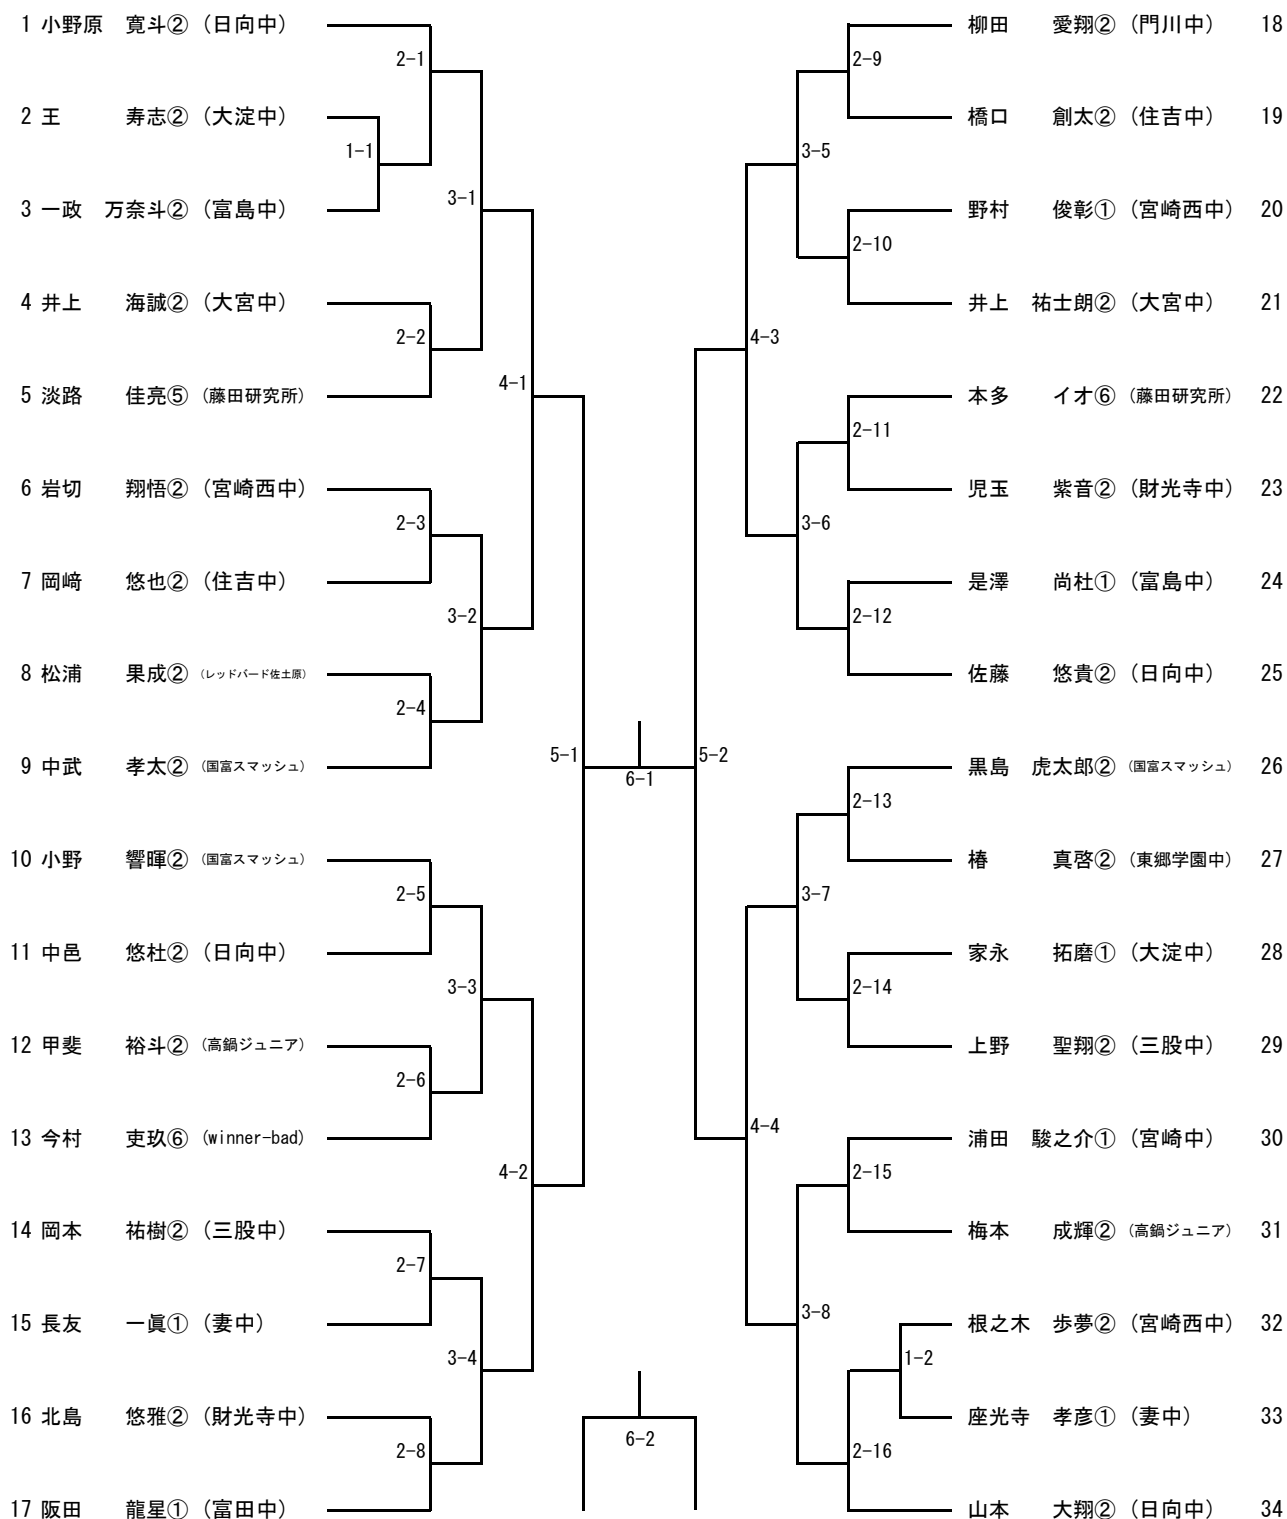 1 小野原 寛斗② (日向中)
2-1
2 王 寿志② (大淀中)
1-1
3 一政 万奈斗② (富島中)
3-1
4 井上 海誠② (大宮中)
2-2
5 淡路 佳亮⑤ (藤田研究所)
4-1
6 岩切 翔悟② (宮崎西中)
2-3
7 岡﨑 悠也② (住吉中)
3-2
8 松浦 果成② (レッドバード佐土原)
2-4
9 中武 孝太② (国富スマッシュ)
5-1
10 小野 響暉② (国富スマッシュ)
2-5
11 中邑 悠杜② (日向中)
3-3
12 甲斐 裕斗② (高鍋ジュニア)
2-6
13 今村 吏玖⑥ (winner-bad)
4-2
14 岡本 祐樹② (三股中)
2-7
15 長友 一眞① (妻中)
3-4
16 北島 悠雅② (財光寺中)
2-8
17 阪田 龍星① (富田中)
6-1
6-2
柳田 愛翔② (門川中) 18
2-9
橋口 創太② (住吉中) 19
3-5
野村 俊彰① (宮崎西中) 20
2-10
井上 祐士朗② (大宮中) 21
4-3
本多 イオ⑥ (藤田研究所) 22
2-11
児玉 紫音② (財光寺中) 23
3-6
是澤 尚杜① (富島中) 24
2-12
佐藤 悠貴② (日向中) 25
5-2
黒島 虎太郎② (国富スマッシュ) 26
2-13
椿 真啓② (東郷学園中) 27
3-7
家永 拓磨① (大淀中) 28
2-14
上野 聖翔② (三股中) 29
4-4
浦田 駿之介① (宮崎中) 30
2-15
梅本 成輝② (高鍋ジュニア) 31
3-8
根之木 歩夢② (宮崎西中) 32
1-2
座光寺 孝彦① (妻中) 33
2-16
山本 大翔② (日向中) 34